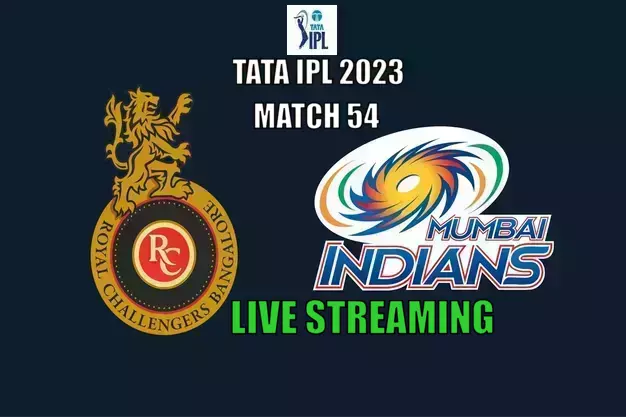 TATA
IPL
TATA IPL 2023
MATCH 54
ROYAL CHALLENGERS BANGALORE
RC
MUMBAI
INDIANS
LIVE STREAMING